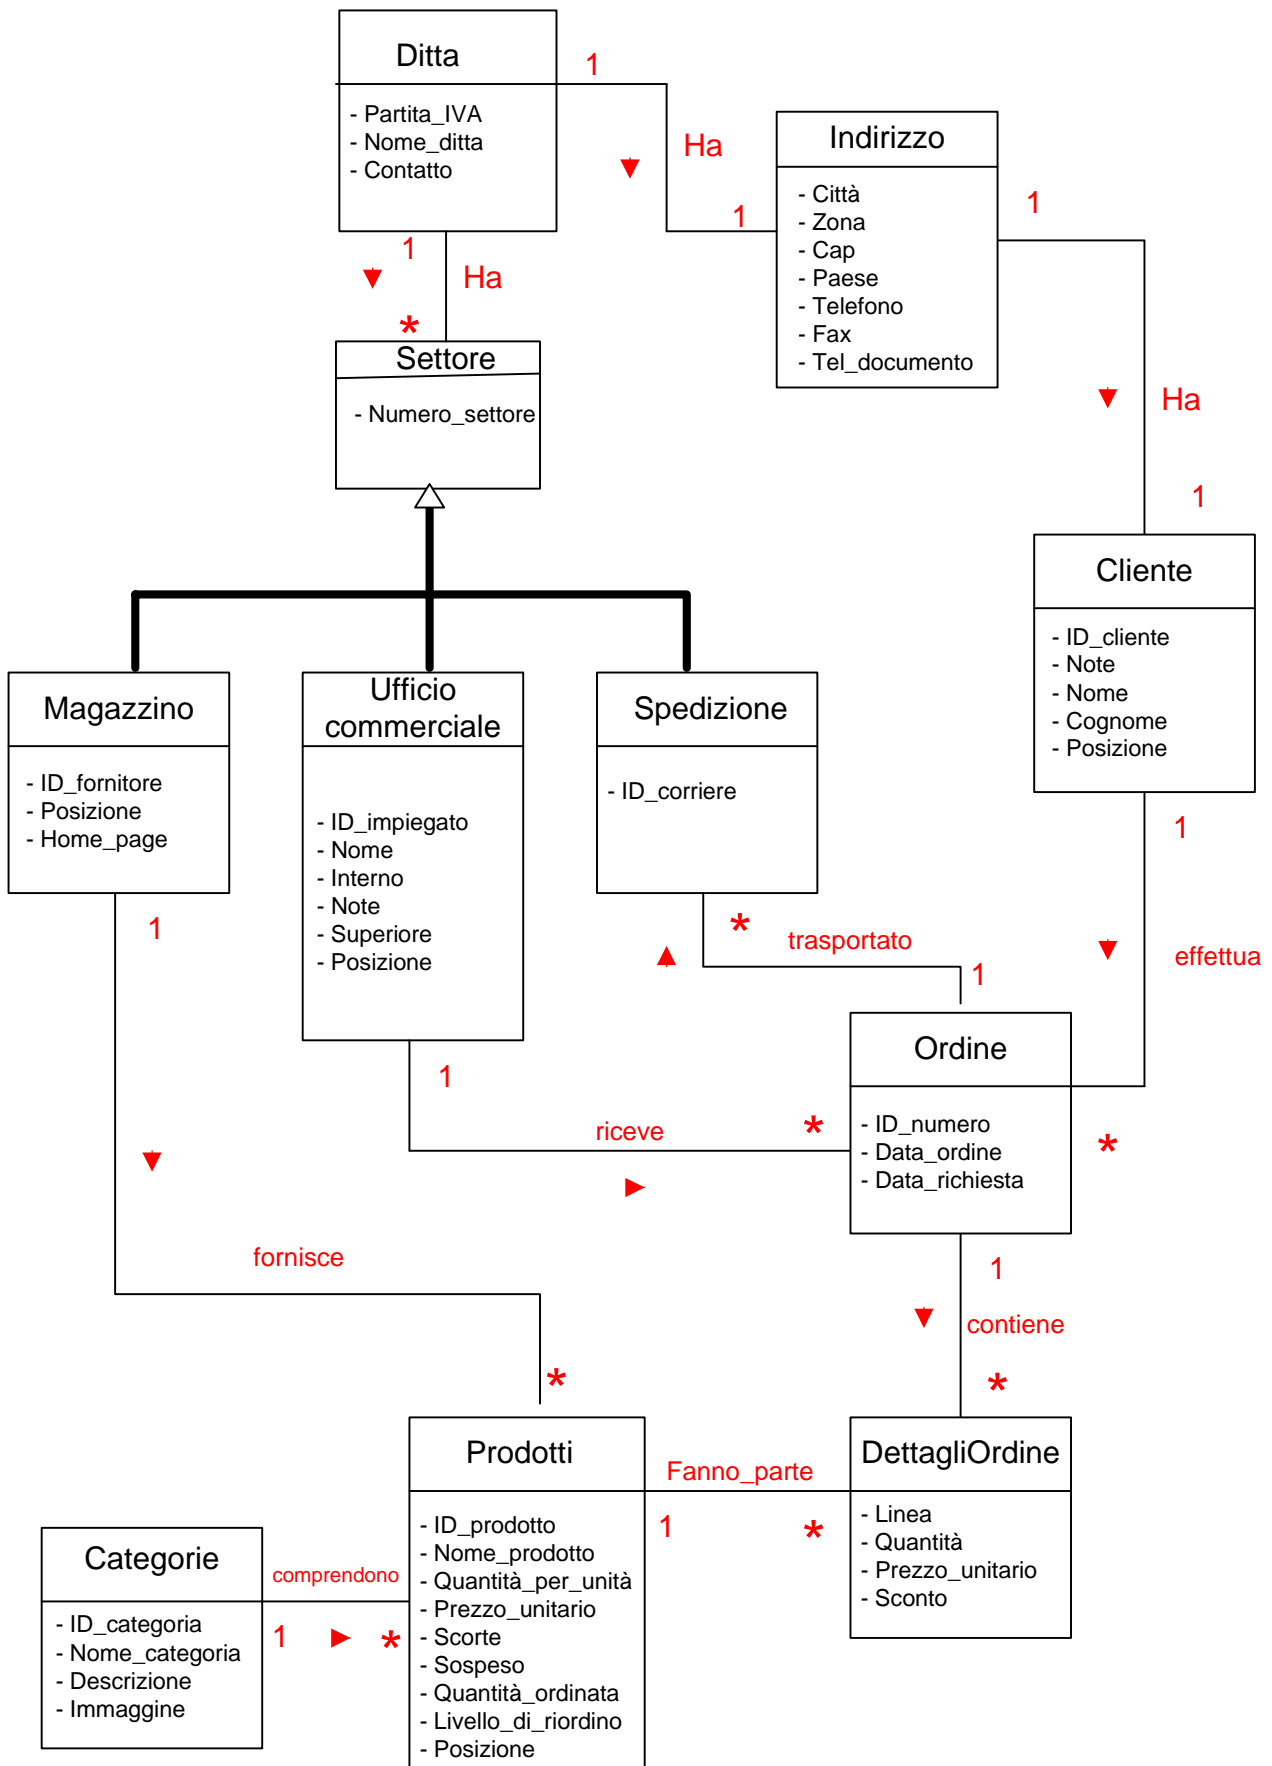 Ditta
- Partita_IVA
- Nome_ditta
- Contatto
1
Ha
1
Indirizzo
- Città
- Zona
- Cap
- Paese
- Telefono
- Fax
- Tel_documento
1
Ha
1
1
Ha
*
Settore
- Numero_settore
Cliente
- ID_cliente
- Note
- Nome
- Cognome
- Posizione
Magazzino
- ID_fornitore
- Posizione
- Home_page
Ufficio
commerciale
- ID_impiegato
- Nome
- Interno
- Note
- Superiore
- Posizione
Spedizione
- ID_corriere
1
effettua
*
*
trasportato
1
1
Ordine
- ID_numero
- Data_ordine
- Data_richiesta
1
riceve
*
fornisce
*
1
contiene
*
Prodotti
- ID_prodotto
- Nome_prodotto
- Quantità_per_unità
- Prezzo_unitario
- Scorte
- Sospeso
- Quantità_ordinata
- Livello_di_riordino
- Posizione
Fanno_parte
1
*
DettagliOrdine
- Linea
- Quantità
- Prezzo_unitario
- Sconto
Categorie
- ID_categoria
- Nome_categoria
- Descrizione
- Immaggine
comprendono
1
*